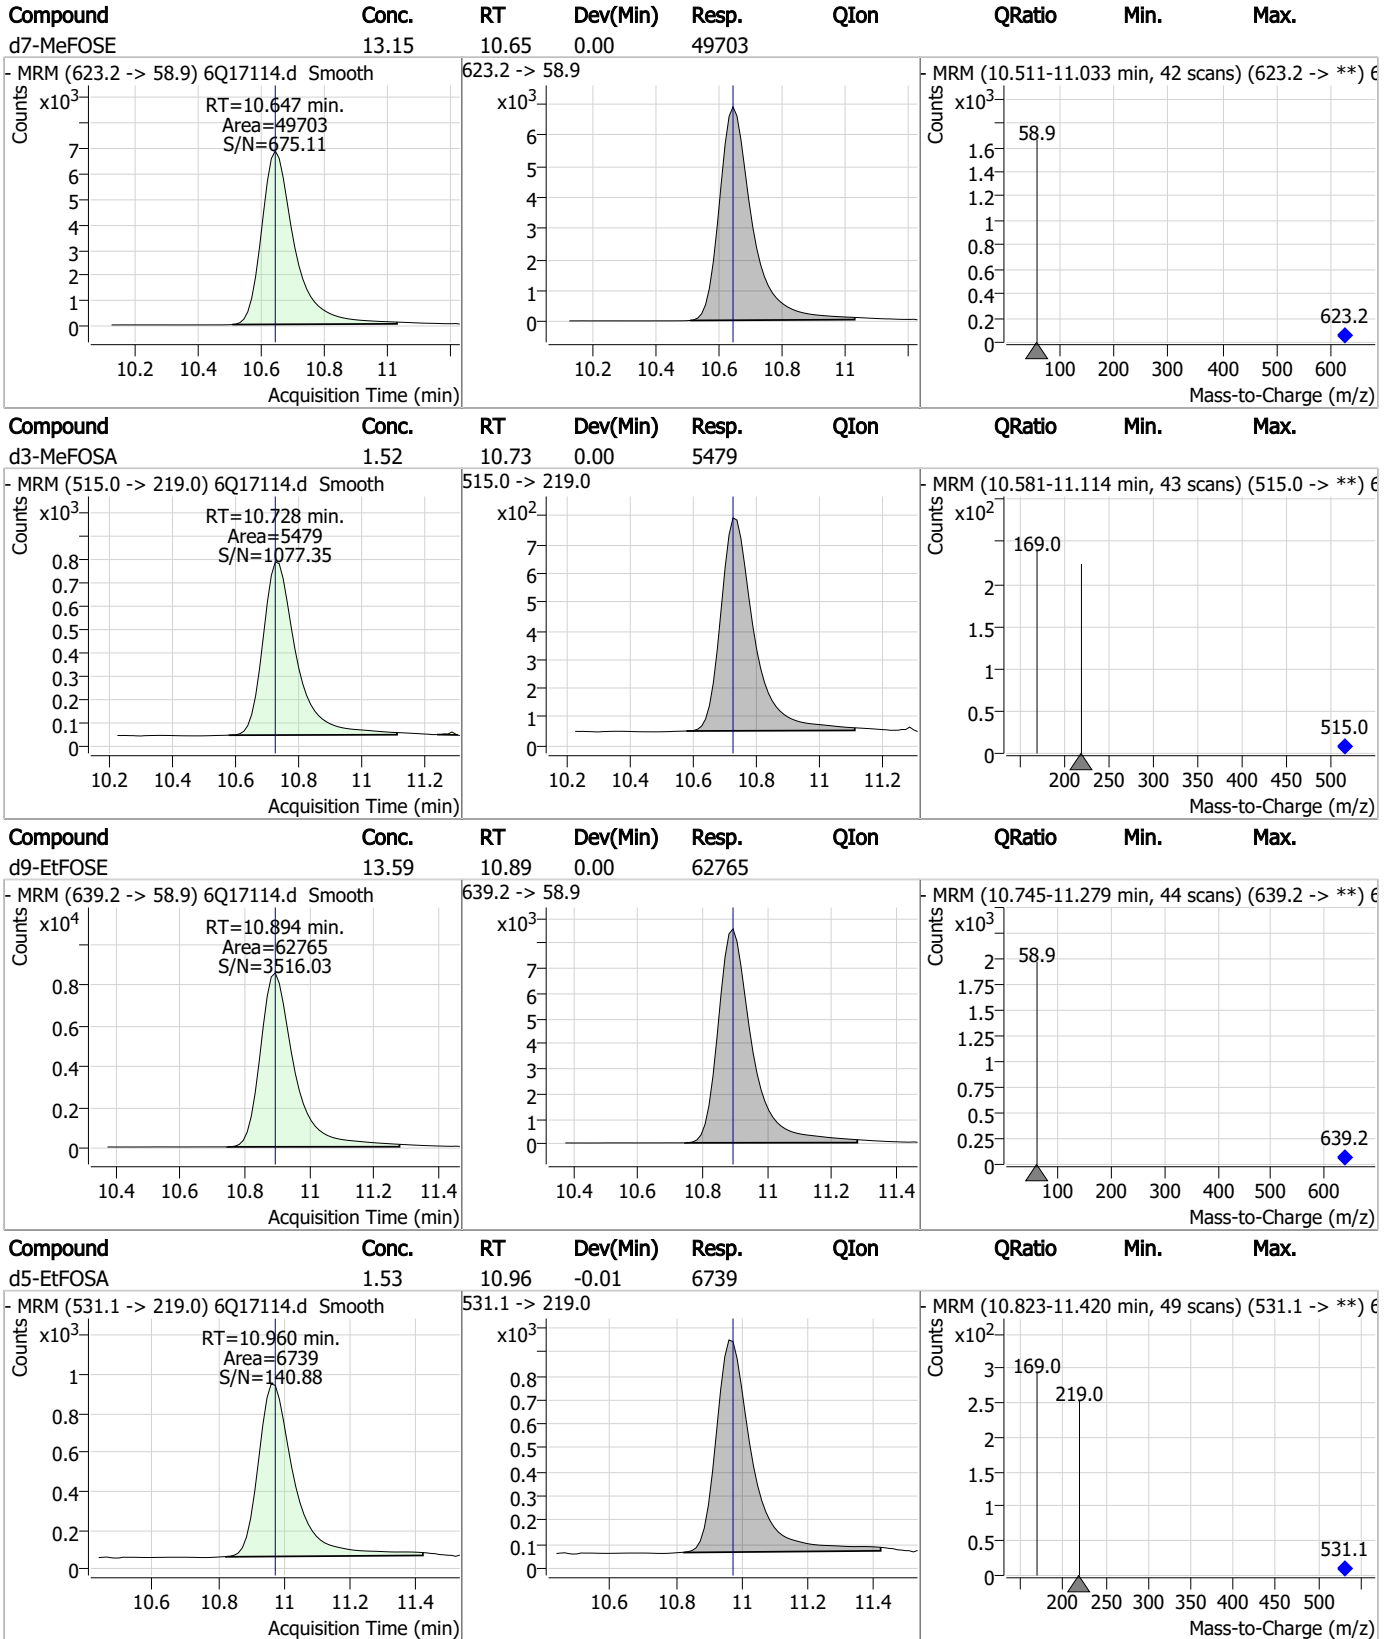 Compound Conc. RT Dev(Min) Resp. QIon QRatio Min. Max.
d7-MeFOSE 13.15 10.65 0.00 49703
- MRM (623.2 -> 58.9) 6Q17114.d Smooth
Counts
x10³
RT=10.647 min.
Area=49703
S/N=675.11
7
6
5
4
3
2
1
0
10.2 10.4 10.6 10.8 11
Acquisition Time (min)
623.2 -> 58.9
x10³
6
5
4
3
2
1
0
10.2 10.4 10.6 10.8 11
- MRM (10.511-11.033 min, 42 scans) (623.2 -> **) 6
Counts
x10³
58.9
1.6
1.4
1.2
1
0.8
0.6
0.4
0.2
0
623.2
100 200 300 400 500 600
Mass-to-Charge (m/z)
Compound Conc. RT Dev(Min) Resp. QIon QRatio Min. Max.
d3-MeFOSA 1.52 10.73 0.00 5479
- MRM (515.0 -> 219.0) 6Q17114.d Smooth
Counts
x10³
RT=10.728 min.
Area=5479
S/N=1077.35
0.8
0.7
0.6
0.5
0.4
0.3
0.2
0.1
0
10.2 10.4 10.6 10.8 11 11.2
Acquisition Time (min)
515.0 -> 219.0
x10²
7
6
5
4
3
2
1
0
10.2 10.4 10.6 10.8 11 11.2
- MRM (10.581-11.114 min, 43 scans) (515.0 -> **) 6
Counts
x10²
169.0
2
1.5
1
0.5
0
515.0
200 250 300 350 400 450 500
Mass-to-Charge (m/z)
Compound Conc. RT Dev(Min) Resp. QIon QRatio Min. Max.
d9-EtFOSE 13.59 10.89 0.00 62765
- MRM (639.2 -> 58.9) 6Q17114.d Smooth
Counts
x10⁴
RT=10.894 min.
Area=62765
S/N=3516.03
0.8
0.6
0.4
0.2
0
10.4 10.6 10.8 11 11.2 11.4
Acquisition Time (min)
639.2 -> 58.9
x10³
7
6
5
4
3
2
1
0
10.4 10.6 10.8 11 11.2 11.4
- MRM (10.745-11.279 min, 44 scans) (639.2 -> **) 6
Counts
x10³
58.9
2
1.75
1.5
1.25
1
0.75
0.5
0.25
0
639.2
100 200 300 400 500 600
Mass-to-Charge (m/z)
Compound Conc. RT Dev(Min) Resp. QIon QRatio Min. Max.
d5-EtFOSA 1.53 10.96 -0.01 6739
- MRM (531.1 -> 219.0) 6Q17114.d Smooth
Counts
x10³
RT=10.960 min.
Area=6739
S/N=140.88
1
0.8
0.6
0.4
0.2
0
10.6 10.8 11 11.2 11.4
Acquisition Time (min)
531.1 -> 219.0
x10³
0.8
0.7
0.6
0.5
0.4
0.3
0.2
0.1
0
10.6 10.8 11 11.2 11.4
- MRM (10.823-11.420 min, 49 scans) (531.1 -> **) 6
Counts
x10²
169.0
219.0
3
2.5
2
1.5
1
0.5
0
531.1
200 250 300 350 400 450 500
Mass-to-Charge (m/z)